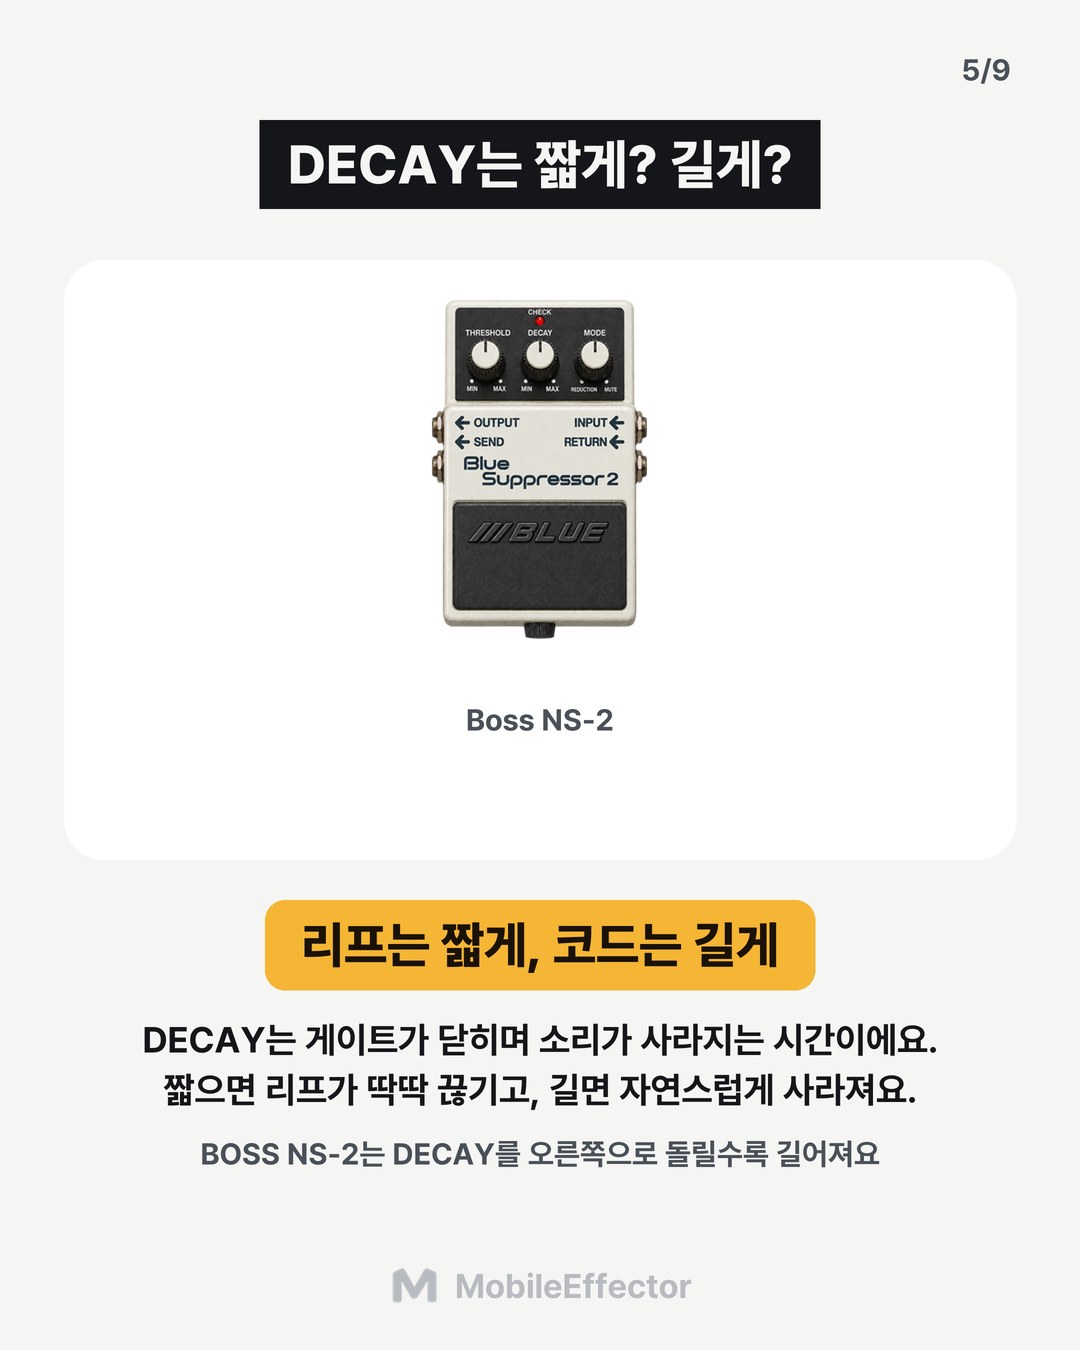 5/9
DECAY는 짧게? 길게?
CHECK
THRESHOLD DECAY MODE
MIN MAX MIN MAX REDUCTION MUTE
OUTPUT INPUT
SEND RETURN
Blue
Suppressor 2
BLUE
Boss NS-2
리프는 짧게, 코드는 길게
DECAY는 게이트가 닫히며 소리가 사라지는 시간이에요.
짧으면 리프가 딱딱 끊기고, 길면 자연스럽게 사라져요.
BOSS NS-2는 DECAY를 오른쪽으로 돌릴수록 길어져요
MobileEffector